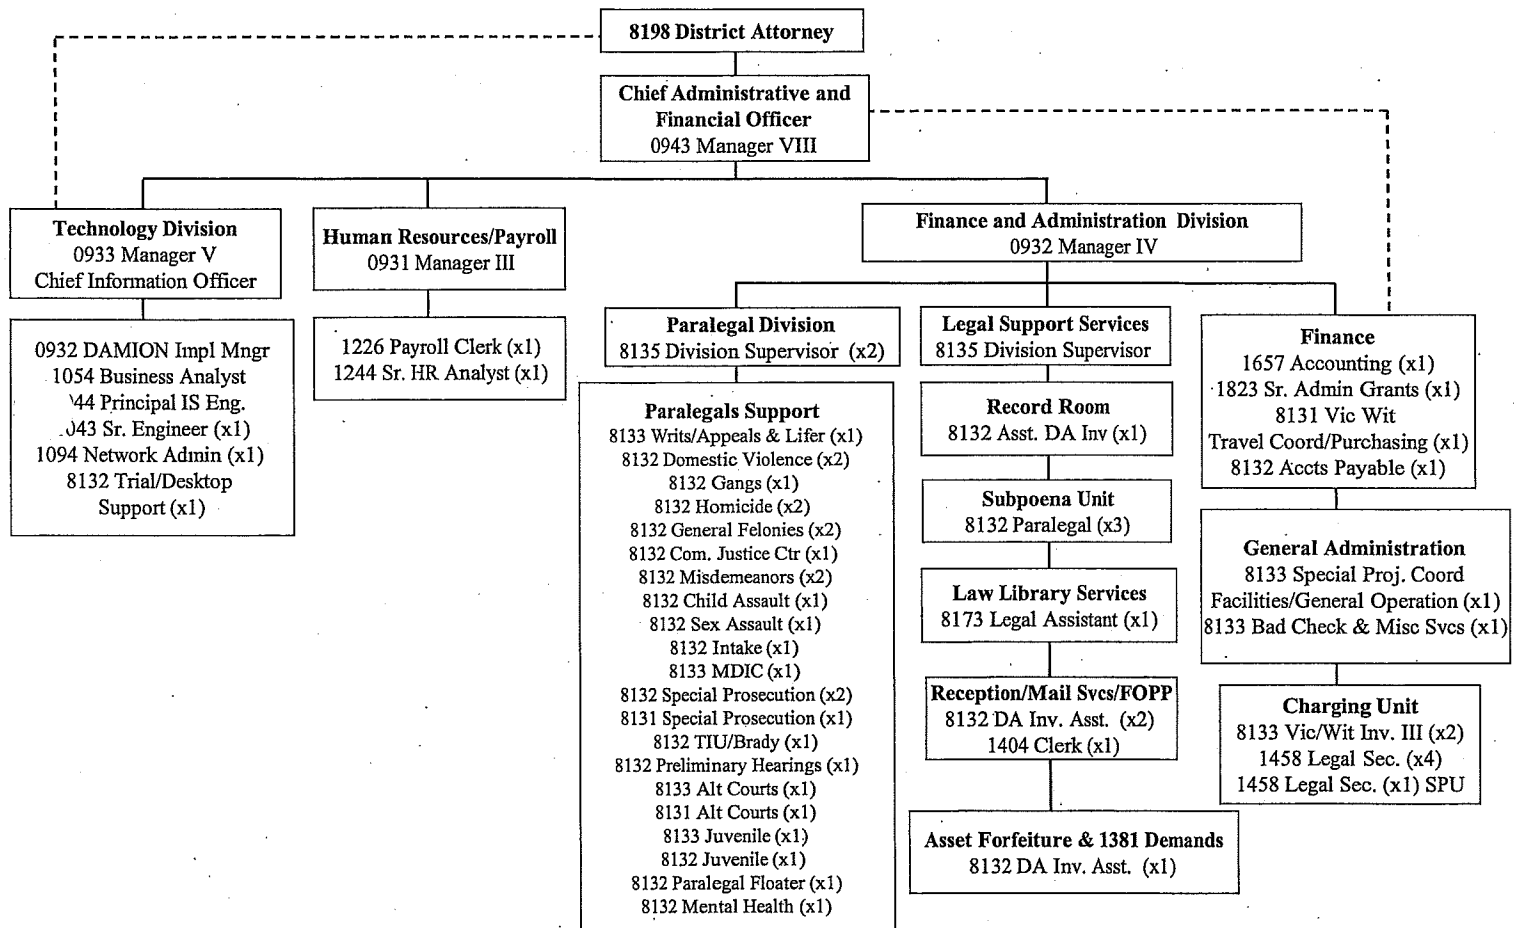 8198 District Attorney
Chief Administrative and
Financial Officer
0943 Manager VIII
Technology Division
0933 Manager V
Chief Information Officer
0932 DAMION Impl Mngr
1054 Business Analyst
44 Principal IS Eng.
043 Sr. Engineer (x1)
1094 Network Admin (x1)
8132 Trial/Desktop
Support (x1)
Human Resources/Payroll
0931 Manager III
1226 Payroll Clerk (x1)
1244 Sr. HR Analyst (x1)
Finance and Administration Division
0932 Manager IV
Paralegal Division
8135 Division Supervisor (x2)
Paralegals Support
8133 Writs/Appeals & Lifer (x1)
8132 Domestic Violence (x2)
8132 Gangs (x1)
8132 Homicide (x2)
8132 General Felonies (x2)
8132 Com. Justice Ctr (x1)
8132 Misdemeanors (x2)
8132 Child Assault (x1)
8132 Sex Assault (x1)
8132 Intake (x1)
8133 MDIC (x1)
8132 Special Prosecution (x2)
8131 Special Prosecution (x1)
8132 TIU/Brady (x1)
8132 Preliminary Hearings (x1)
8133 Alt Courts (x1)
8131 Alt Courts (x1)
8133 Juvenile (x1)
8132 Juvenile (x1)
8132 Paralegal Floater (x1)
8132 Mental Health (x1)
Legal Support Services
8135 Division Supervisor
Record Room
8132 Asst. DA Inv (x1)
Subpoena Unit
8132 Paralegal (x3)
Law Library Services
8173 Legal Assistant (x1)
Reception/Mail Svcs/FOPP
8132 DA Inv. Asst. (x2)
1404 Clerk (x1)
Asset Forfeiture & 1381 Demands
8132 DA Inv. Asst. (x1)
Finance
1657 Accounting (x1)
1823 Sr. Admin Grants (x1)
8131 Vic Wit
Travel Coord/Purchasing (x1)
8132 Accts Payable (x1)
General Administration
8133 Special Proj. Coord
Facilities/General Operation (x1)
8133 Bad Check & Misc Svcs (x1)
Charging Unit
8133 Vic/Wit Inv. III (x2)
1458 Legal Sec. (x4)
1458 Legal Sec. (x1) SPU